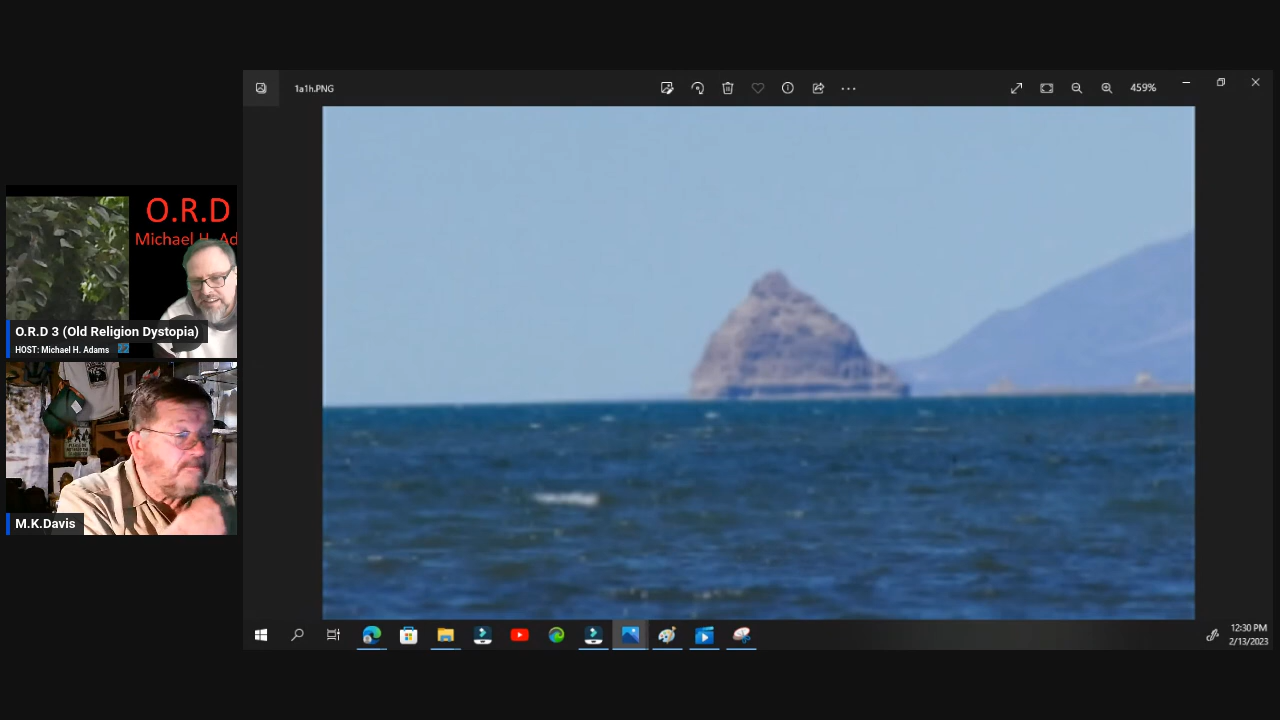 1a1h.PNG
459%
O.R.D
Michael H. Ad
O.R.D 3 (Old Religion Dystopia)
HOST: Michael H. Adams
M.K.Davis
12:30 PM
2/13/2023